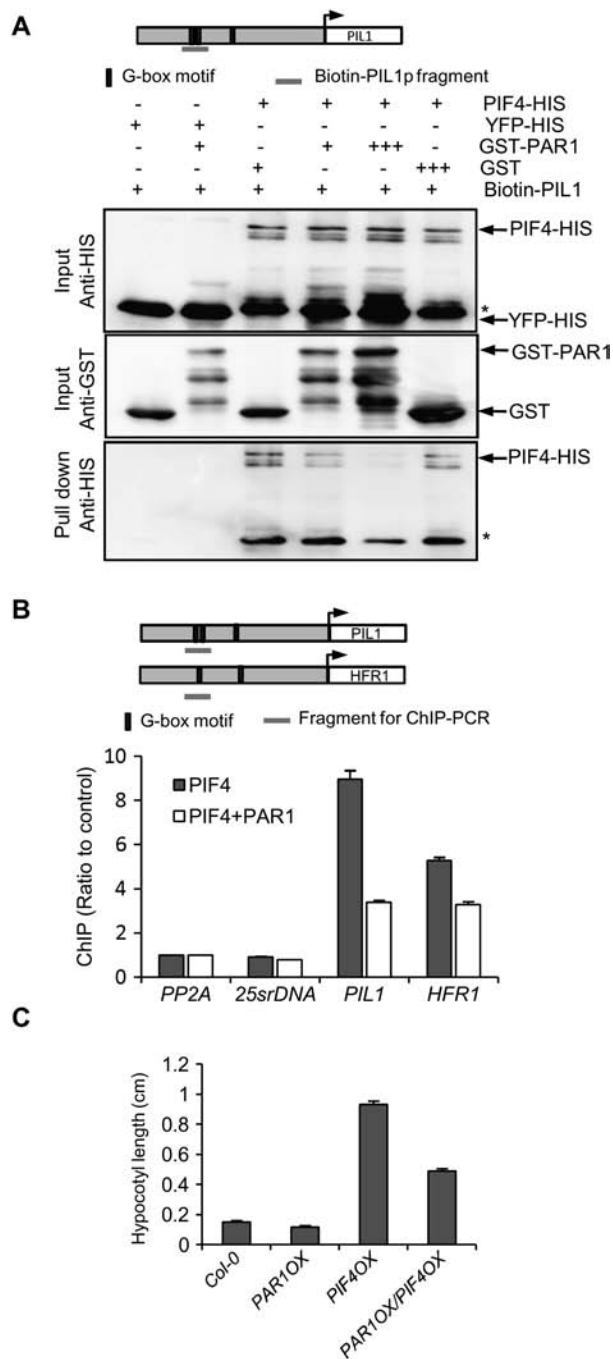 A
PIL1
G-box motif
Biotin-PIL1p fragment
- - + + + + PIF4-HIS
+ + - - - - YFP-HIS
- + - + +++ - GST-PAR1
- - + - - +++ GST
+ + + + + + Biotin-PIL1
Input
Anti-HIS
PIF4-HIS
*
YFP-HIS
Input
Anti-GST
GST-PAR1
GST
Pull down
Anti-HIS
PIF4-HIS
*
B
PIL1
HFR1
G-box motif
Fragment for ChIP-PCR
ChIP (Ratio to control)
10
8
6
4
2
0
PIF4
PIF4+PAR1
PP2A 25srDNA PIL1 HFR1
C
Hypocotyl length (cm)
1.2
1
0.8
0.6
0.4
0.2
0
Col-0 PAR1OX PIF4OX PAR1OX/PIF4OX